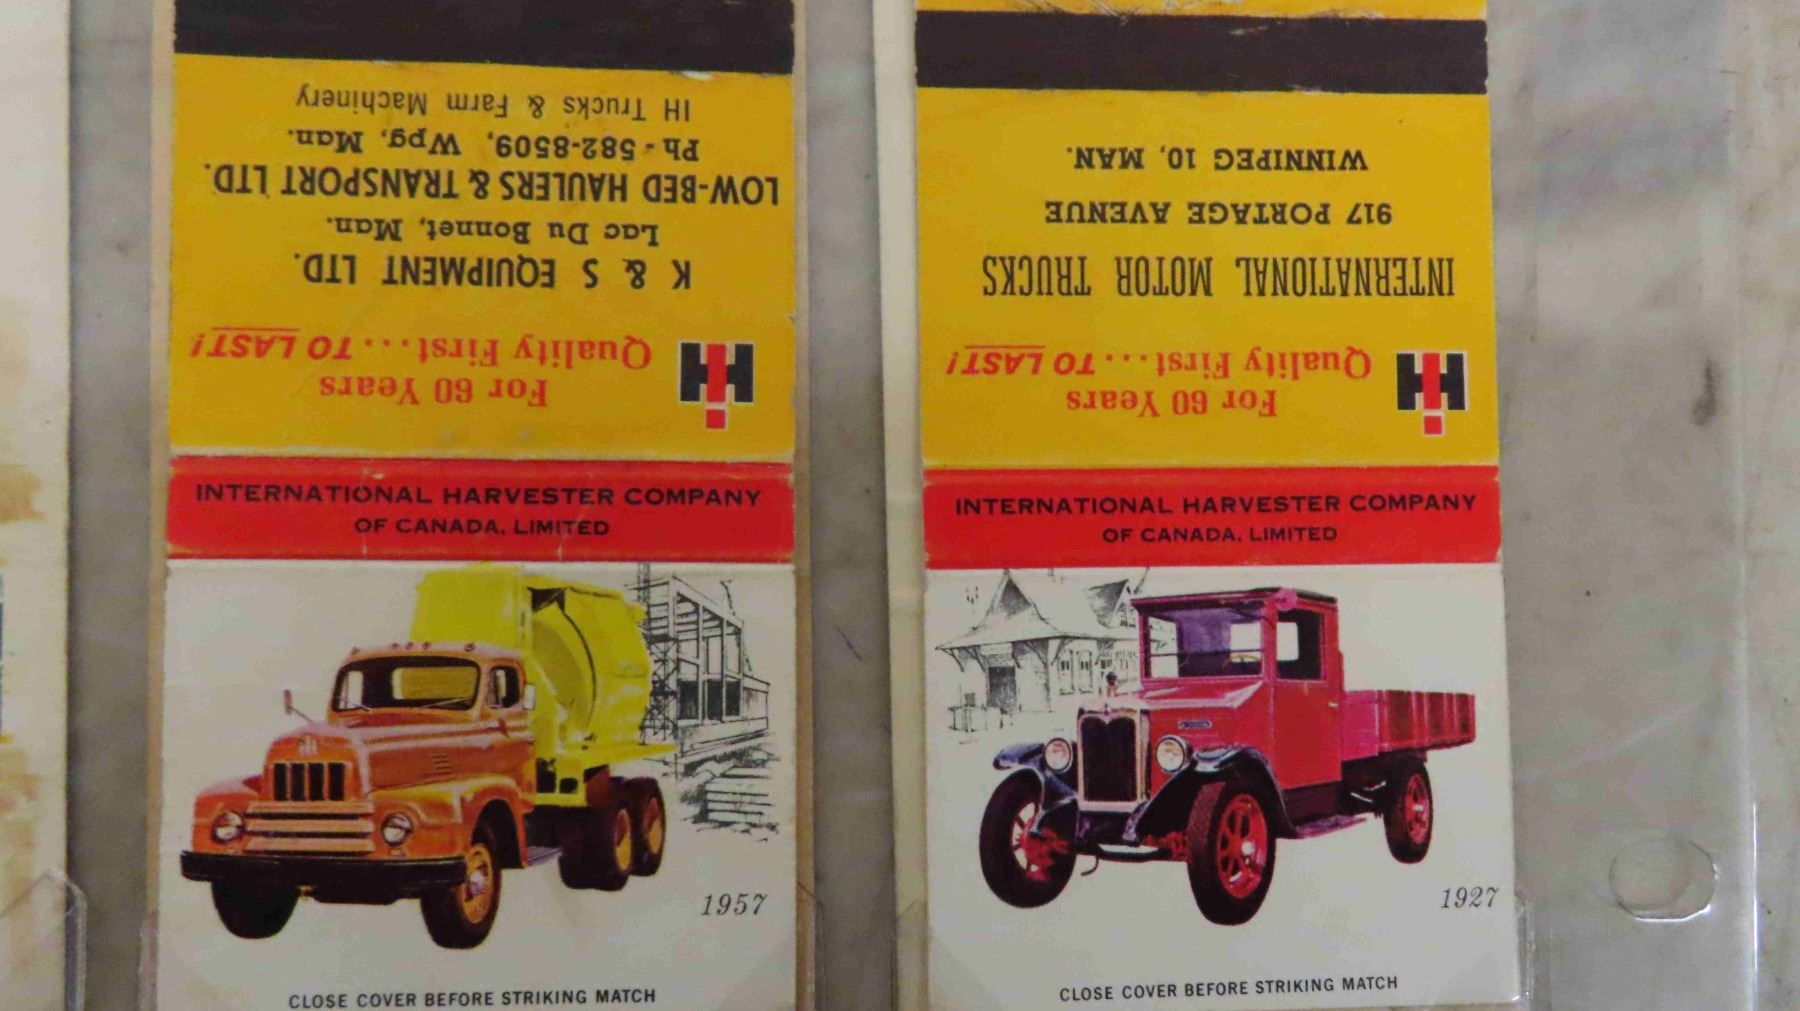 K & S EQUIPMENT LTD.
Lac Du Bonnet, Man.
LOW-BED HAULERS & TRANSPORT LTD.
Ph - 582-8509, Wpg, Man.
IH Trucks & Farm Machinery
For 60 Years
Quality First... TO LAST!
IH
INTERNATIONAL HARVESTER COMPANY
OF CANADA, LIMITED
1957
CLOSE COVER BEFORE STRIKING MATCH
INTERNATIONAL MOTOR TRUCKS
917 PORTAGE AVENUE
WINNIPEG 10, MAN.
For 60 Years
Quality First.... TO LAST!
IH
INTERNATIONAL HARVESTER COMPANY
OF CANADA, LIMITED
1927
CLOSE COVER BEFORE STRIKING MATCH